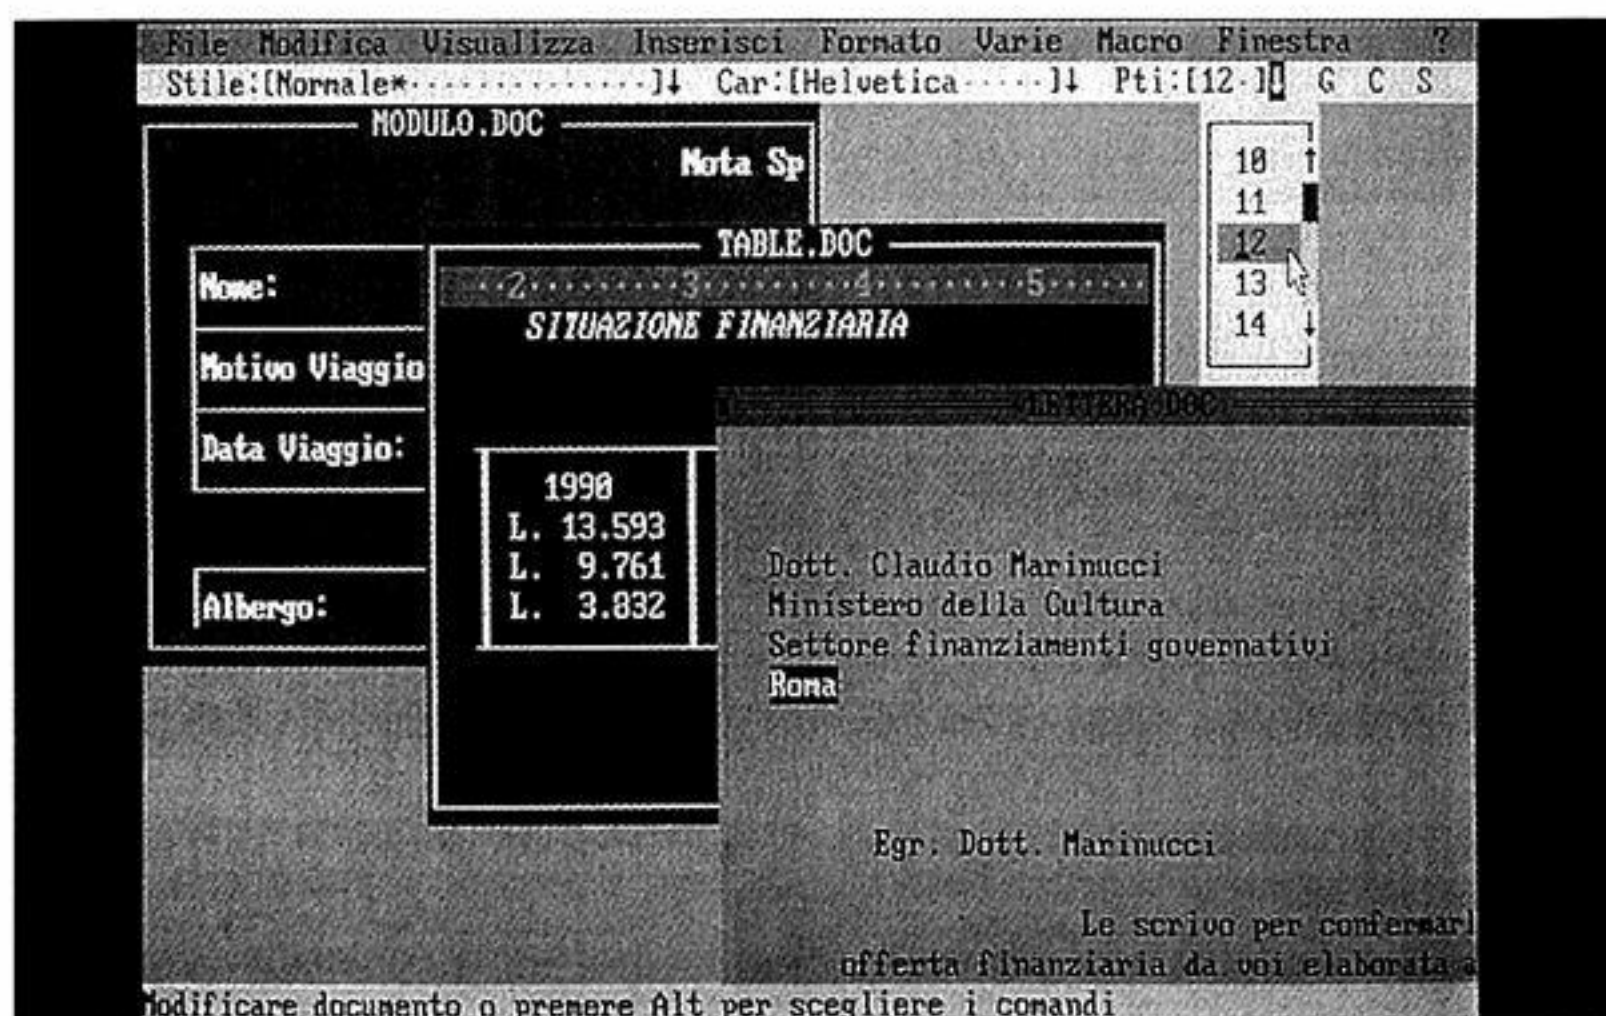 File Modifica Visualizza Inserisci Formato Varie Macro Finestra ?
Stile:[Normale*···············]↓ Car:[Helvetica·····]↓ Pti:[12·]↓ G C S
MODULO.DOC
Nota Sp
Nome:
Motivo Viaggio
Data Viaggio:
Albergo:
TABLE.DOC
··2·········3·········4·········5······
SITUAZIONE FINANZIARIA
1990
L. 13.593
L. 9.761
L. 3.832
10 ↑
11
12
13
14 ↓
LETTERA.DOC
Dott. Claudio Marinucci
Ministero della Cultura
Settore finanziamenti governativi
Roma
Egr. Dott. Marinucci
Le scrivo per confermarl
offerta finanziaria da voi elaborata a
Modificare documento o premere Alt per scegliere i comandi